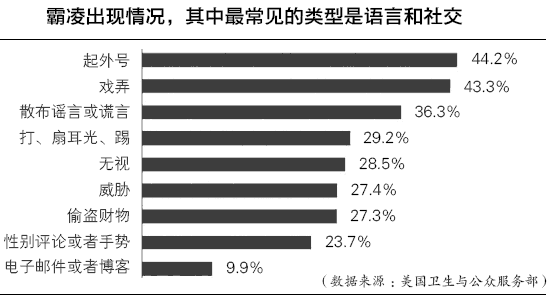 霸凌出现情况，其中最常见的类型是语言和社交
起外号 44.2%
戏弄 43.3%
散布谣言或谎言 36.3%
打、扇耳光、踢 29.2%
无视 28.5%
威胁 27.4%
偷盗财物 27.3%
性别评论或者手势 23.7%
电子邮件或者博客 9.9%
（数据来源：美国卫生与公众服务部）